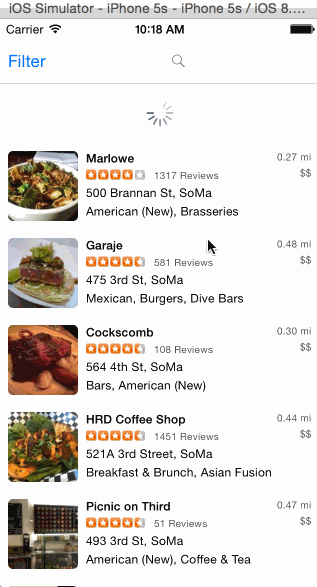 iOS Simulator - iPhone 5s - iPhone 5s / iOS 8....
Carrier 10:18 AM
Filter
Marlowe 0.27 mi
1317 Reviews $$
500 Brannan St, SoMa
American (New), Brasseries
Garaje 0.48 mi
581 Reviews $$
475 3rd St, SoMa
Mexican, Burgers, Dive Bars
Cockscomb 0.30 mi
108 Reviews $$
564 4th St, SoMa
Bars, American (New)
HRD Coffee Shop 0.44 mi
1451 Reviews $$
521A 3rd Street, SoMa
Breakfast & Brunch, Asian Fusion
Picnic on Third 0.47 mi
51 Reviews $$
493 3rd St, SoMa
American (New), Coffee & Tea